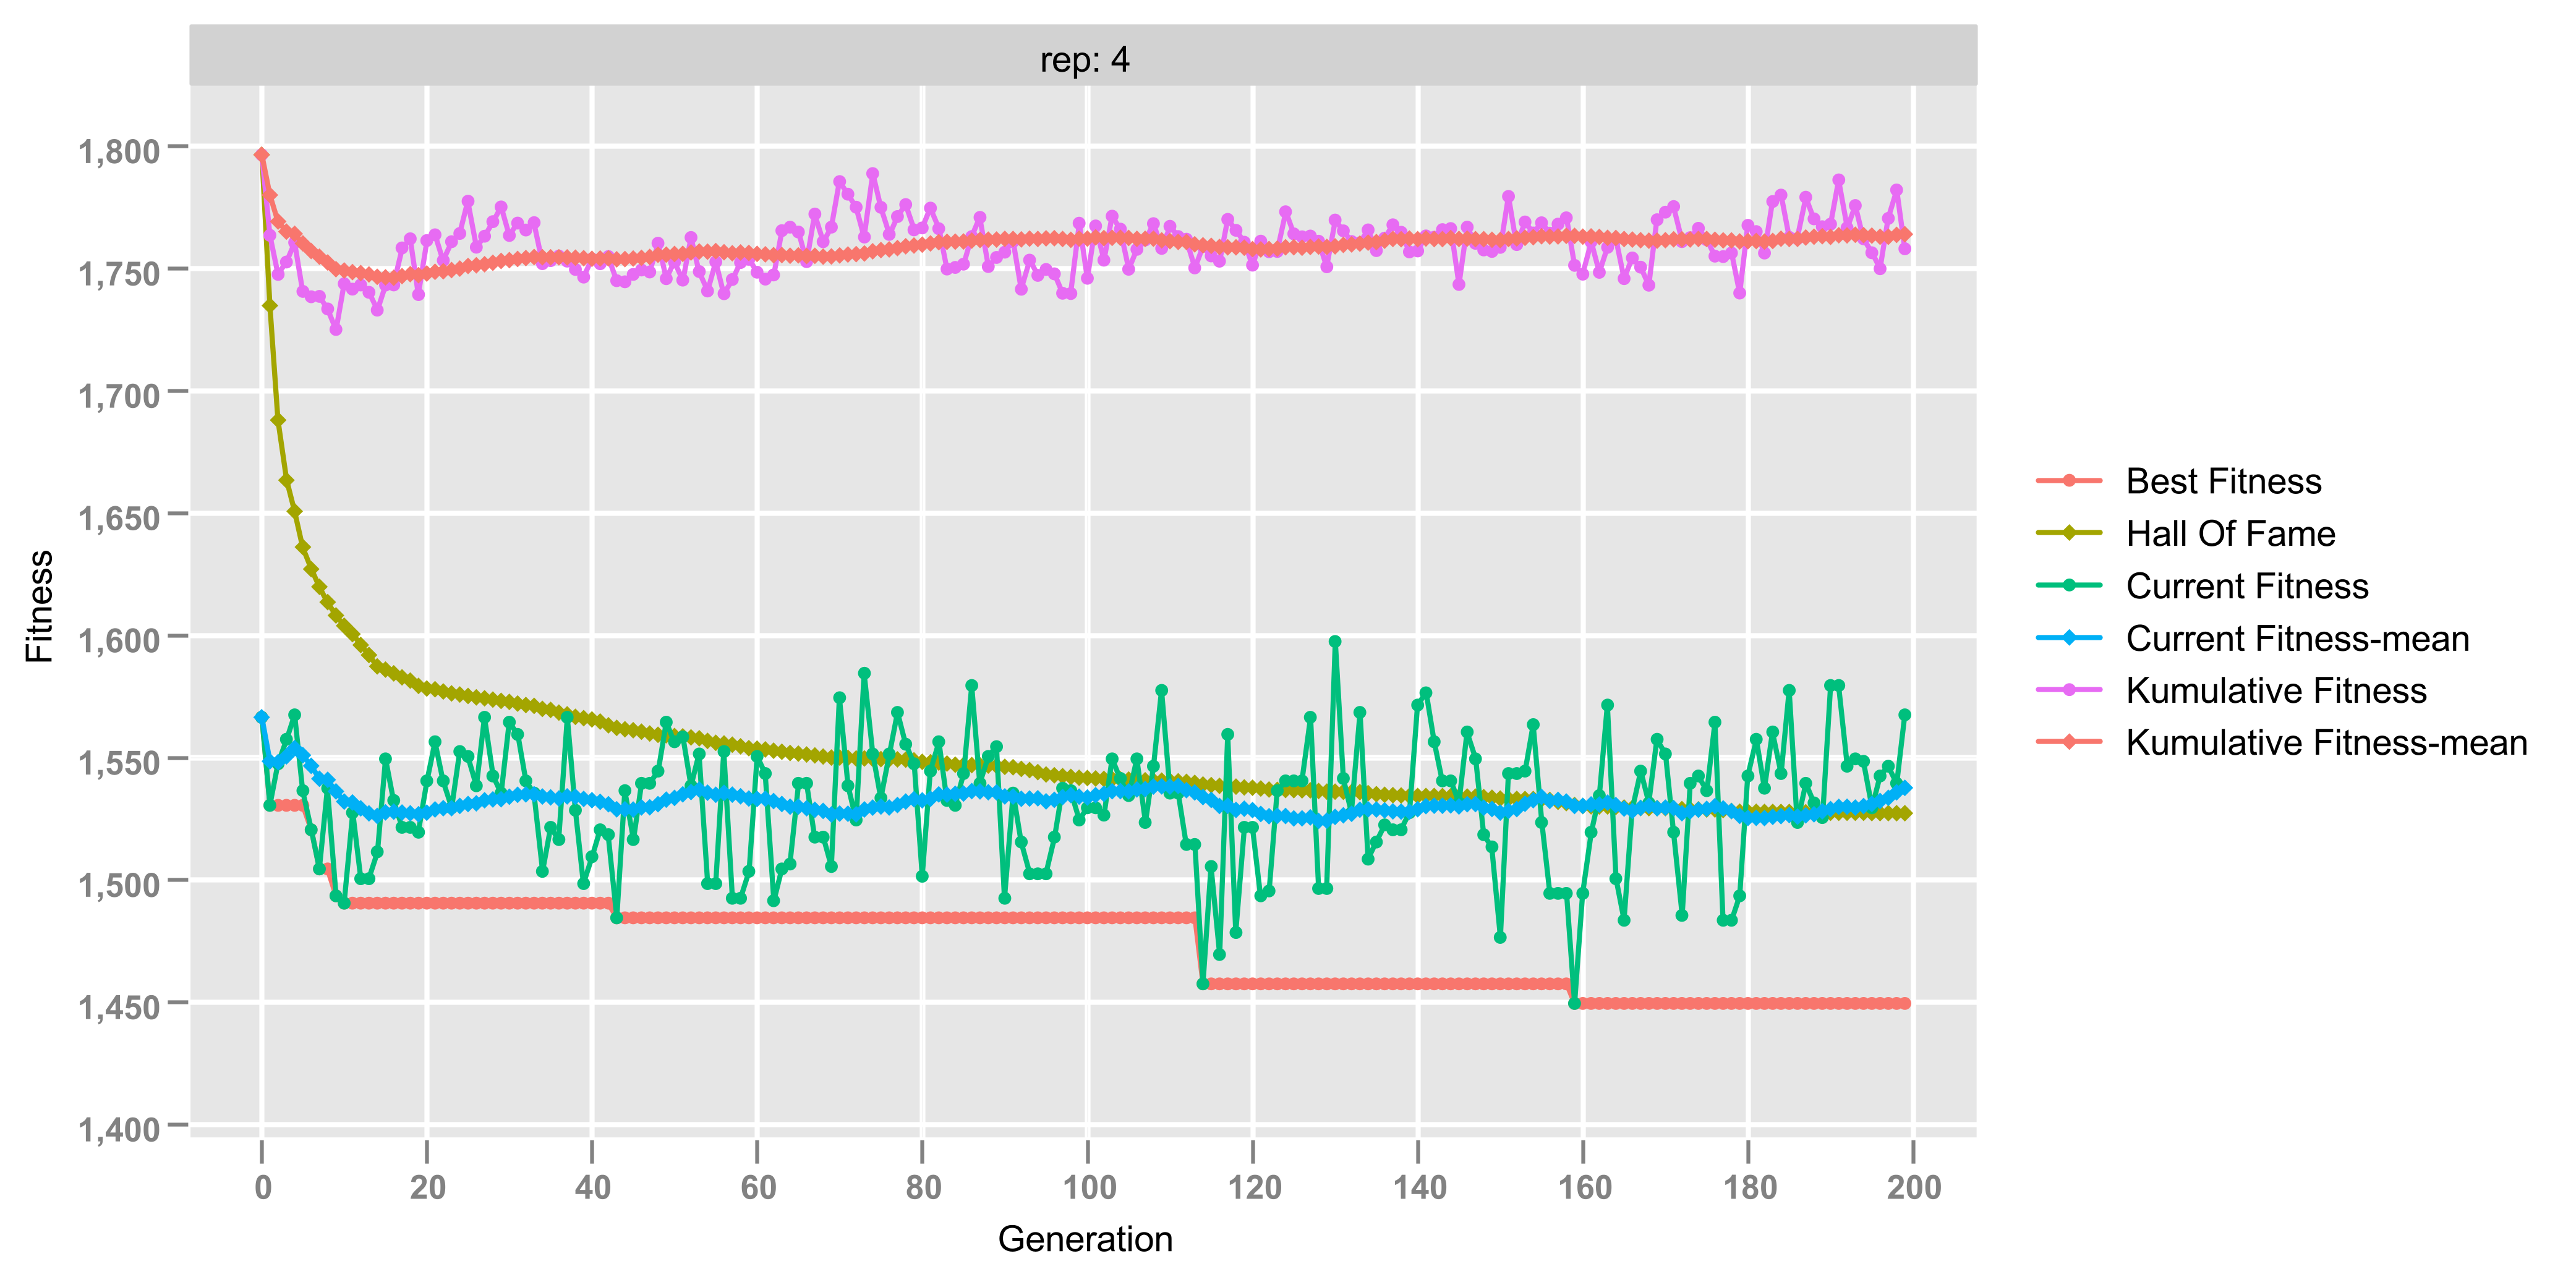 rep: 4
1,800
1,750
1,700
1,650
1,600
1,550
1,500
1,450
1,400
Fitness
0 20 40 60 80 100 120 140 160 180 200
Generation
Best Fitness
Hall Of Fame
Current Fitness
Current Fitness-mean
Kumulative Fitness
Kumulative Fitness-mean